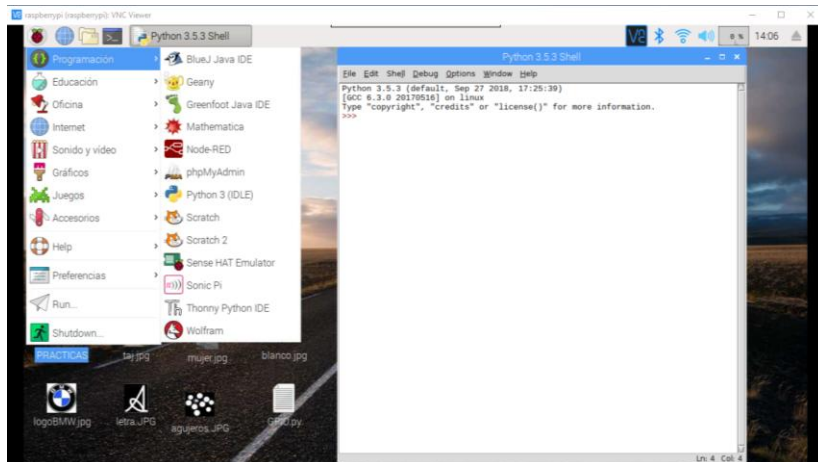 raspberrypi (raspberrypi): VNC Viewer
Python 3.5.3 Shell
8 %
14:06
Programación
Educación
Oficina
Internet
Sonido y vídeo
Gráficos
Juegos
Accesorios
Help
Preferencias
Run...
Shutdown...
BlueJ Java IDE
Geany
Greenfoot Java IDE
Mathematica
Node-RED
phpMyAdmin
Python 3 (IDLE)
Scratch
Scratch 2
Sense HAT Emulator
Sonic Pi
Thonny Python IDE
Wolfram
Python 3.5.3 Shell
File Edit Shell Debug Options Window Help
Python 3.5.3 (default, Sep 27 2018, 17:25:39)
[GCC 6.3.0 20170516] on linux
Type "copyright", "credits" or "license()" for more information.
>>>
Ln: 4 Col: 4
PRACTICAS
taj.jpg
mujer.jpg
blanco.jpg
logoBMW.jpg
letra.JPG
agujeros.JPG
GPIO.py